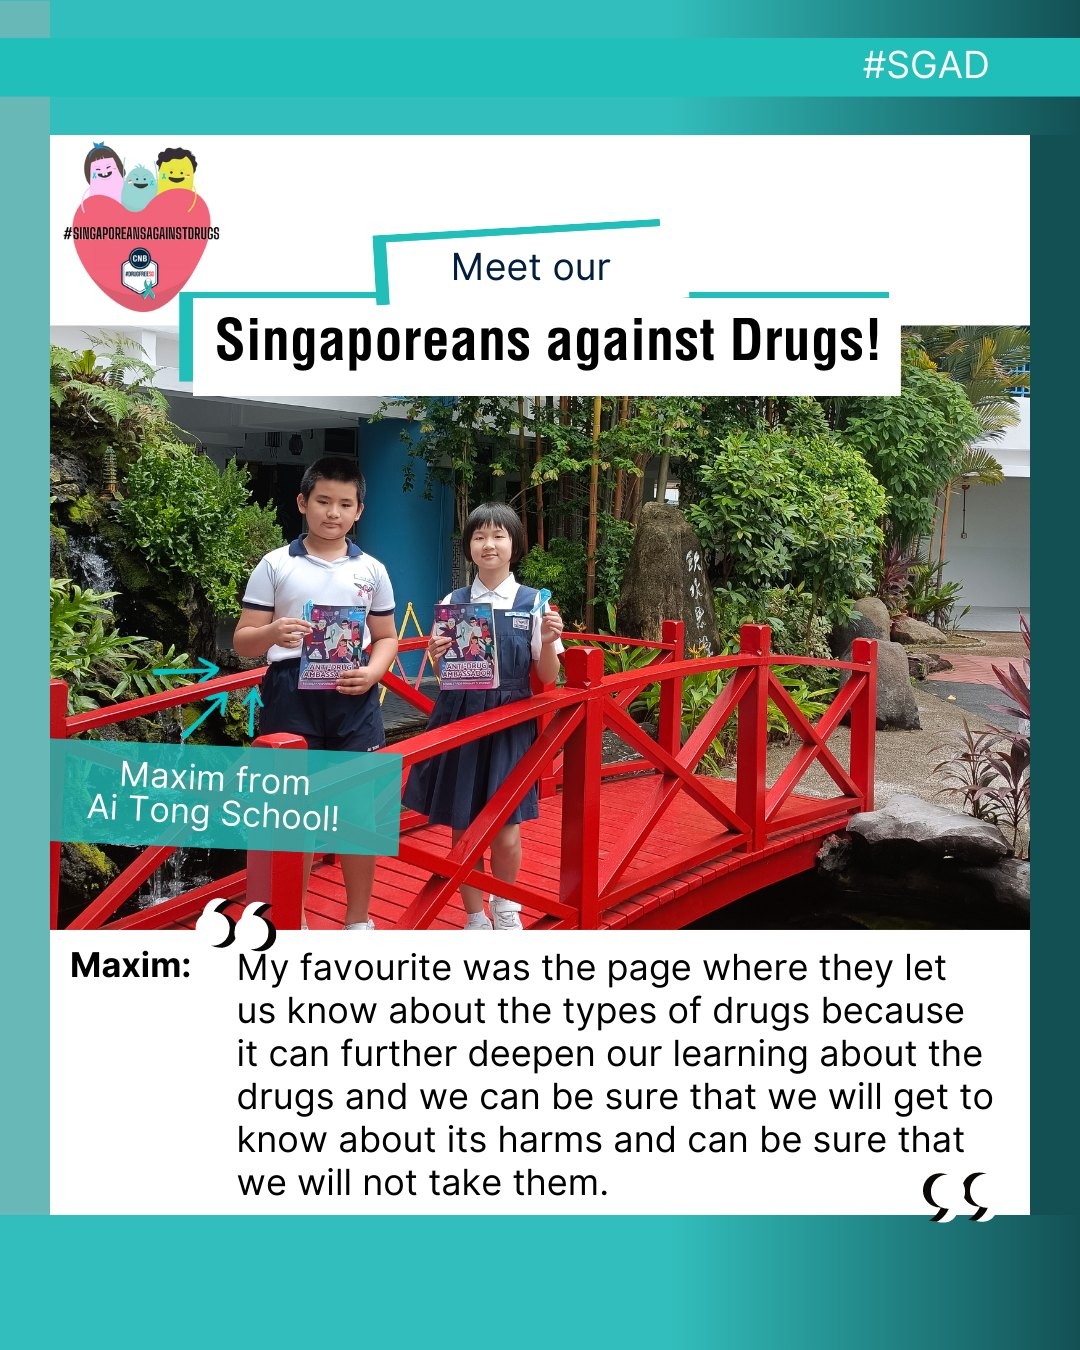 #SGAD
#SINGAPOREANSAGAINSTDRUGS
CNB
#DRUGFREESG
Meet our
Singaporeans against Drugs!
飲水思
ANTI-DRUG
AMBASSA
ANTI-DRUG
AMBASSADOR
Maxim from
Ai Tong School!
Maxim:
My favourite was the page where they let
us know about the types of drugs because
it can further deepen our learning about the
drugs and we can be sure that we will get to
know about its harms and can be sure that
we will not take them.